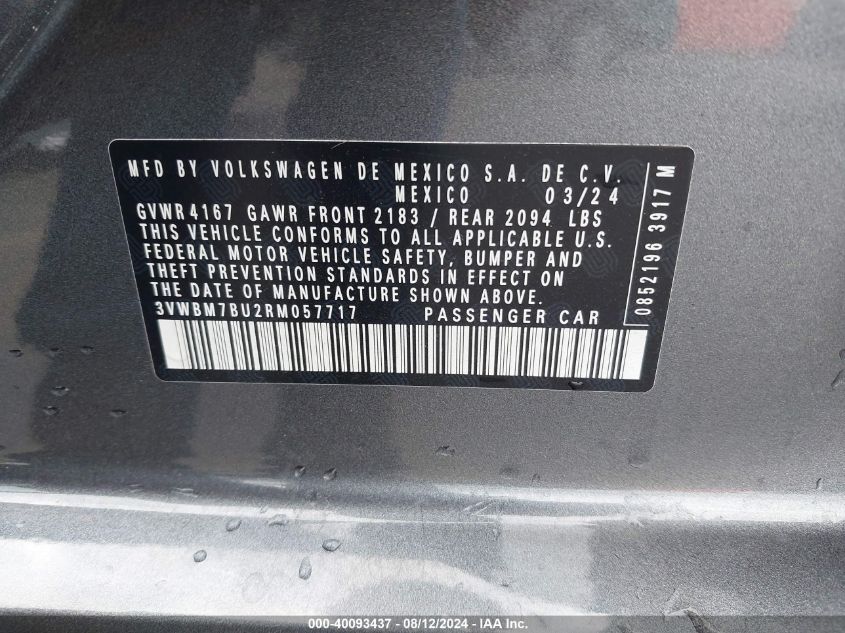 MFD BY VOLKSWAGEN DE MEXICO S.A. DE C.V.
MEXICO 03/24
GVWR 4167 GAWR FRONT 2183 / REAR 2094 LBS
THIS VEHICLE CONFORMS TO ALL APPLICABLE U.S.
FEDERAL MOTOR VEHICLE SAFETY, BUMPER AND
THEFT PREVENTION STANDARDS IN EFFECT ON
THE DATE OF MANUFACTURE SHOWN ABOVE.
3VWBM7BU2RM057717 PASSENGER CAR
0852196 3917 M
000-40093437 - 08/12/2024 - IAA Inc.